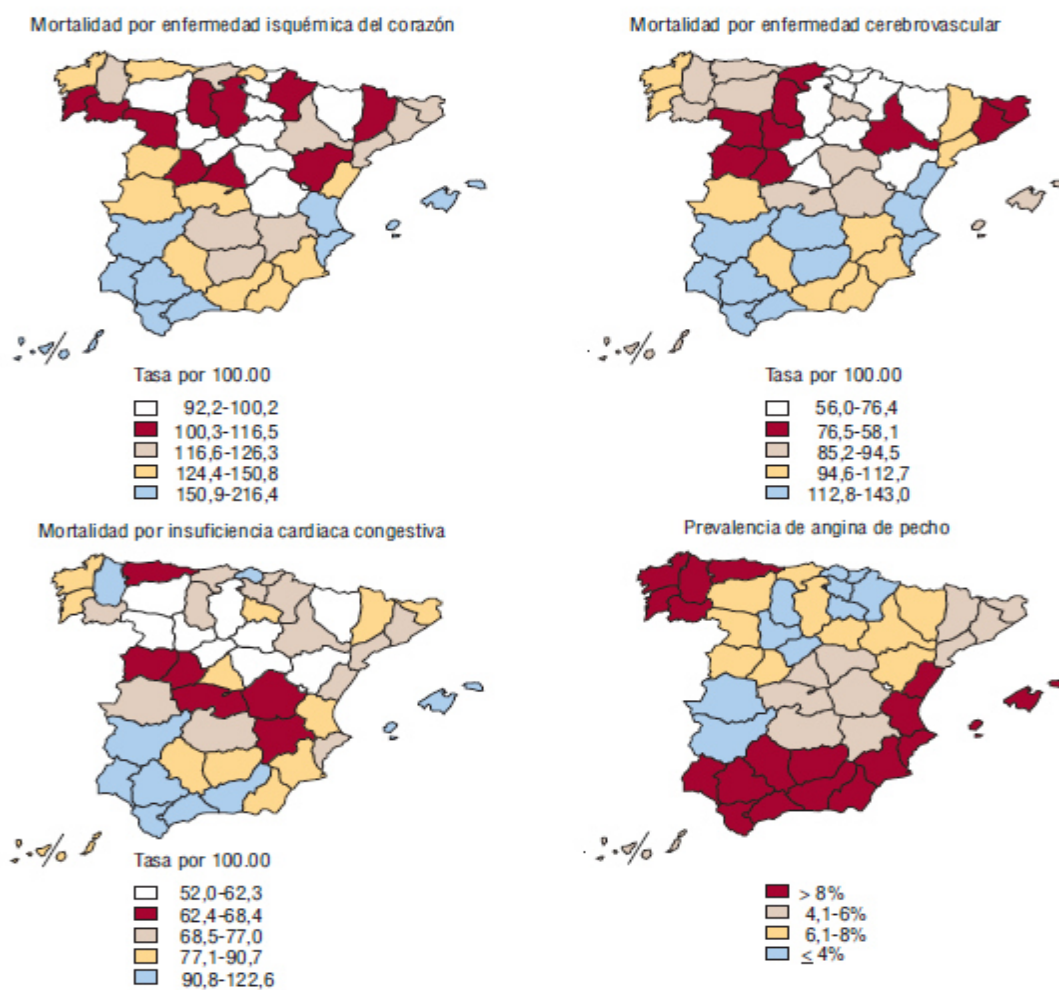 Mortalidad por enfermedad isquémica del corazón
Mortalidad por enfermedad cerebrovascular
Tasa por 100.00
92,2-100,2
100,3-116,5
116,6-126,3
124,4-150,8
150,9-216,4
Tasa por 100.00
56,0-76,4
76,5-58,1
85,2-94,5
94,6-112,7
112,8-143,0
Mortalidad por insuficiencia cardiaca congestiva
Prevalencia de angina de pecho
Tasa por 100.00
52,0-62,3
62,4-68,4
68,5-77,0
77,1-90,7
90,8-122,6
> 8%
4,1-6%
6,1-8%
≤ 4%